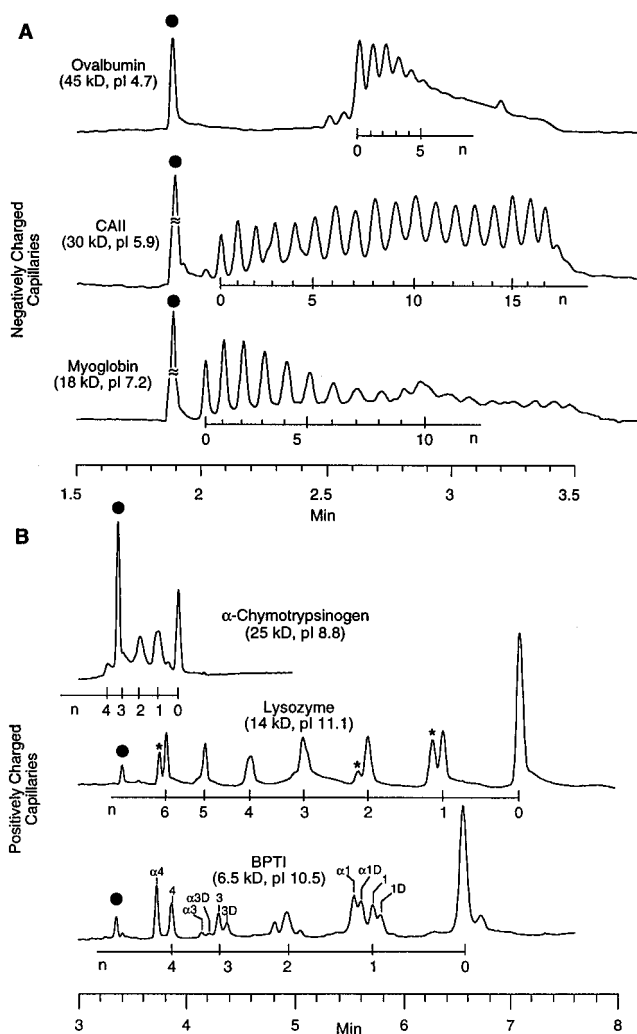 A
Ovalbumin
(45 kD, pI 4.7)
0 5 n
CAII
(30 kD, pI 5.9)
0 5 10 15 n
Myoglobin
(18 kD, pI 7.2)
0 5 10 n
Negatively Charged
Capillaries
1.5 2 2.5 3 3.5
Min
B
α-Chymotrypsinogen
(25 kD, pI 8.8)
n 4 3 2 1 0
Lysozyme
(14 kD, pI 11.1)
* * *
n 6 5 4 3 2 1 0
BPTI
(6.5 kD, pI 10.5)
α4 4 α3 α3D 3 3D α1 α1D 1 1D
n 4 3 2 1 0
Positively Charged
Capillaries
3 4 5 6 7 8
Min